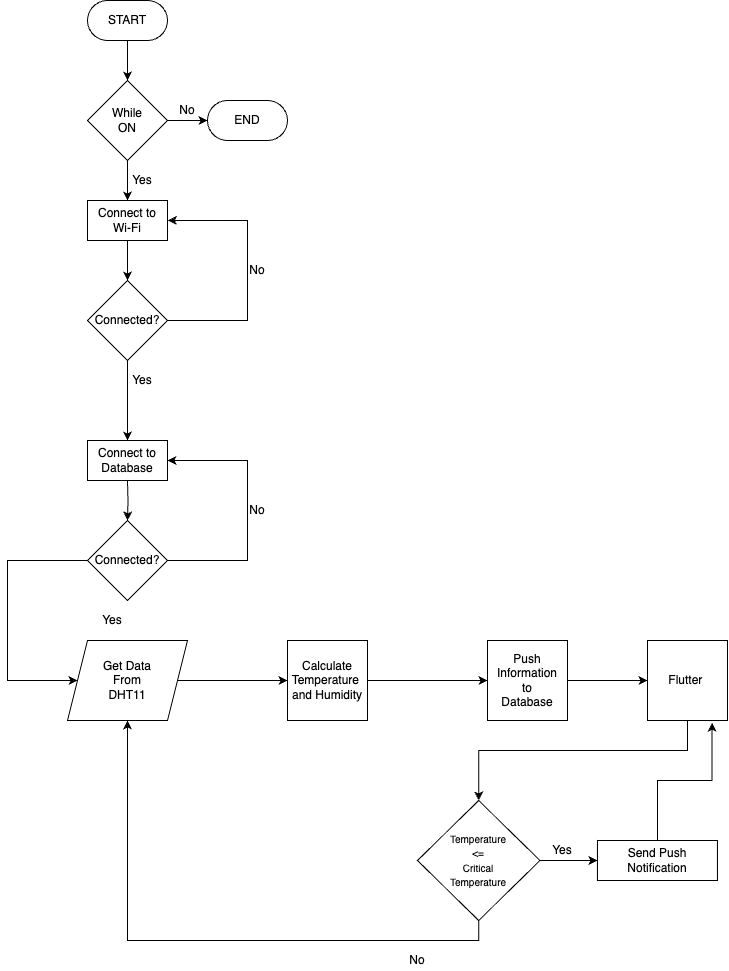 START
While
ON
No
END
Yes
Connect to
Wi-Fi
No
Connected?
Yes
Connect to
Database
No
Connected?
Yes
Get Data
From
DHT11
Calculate
Temperature
and Humidity
Push
Information
to
Database
Flutter
Temperature
<=
Critical
Temperature
Yes
Send Push
Notification
No